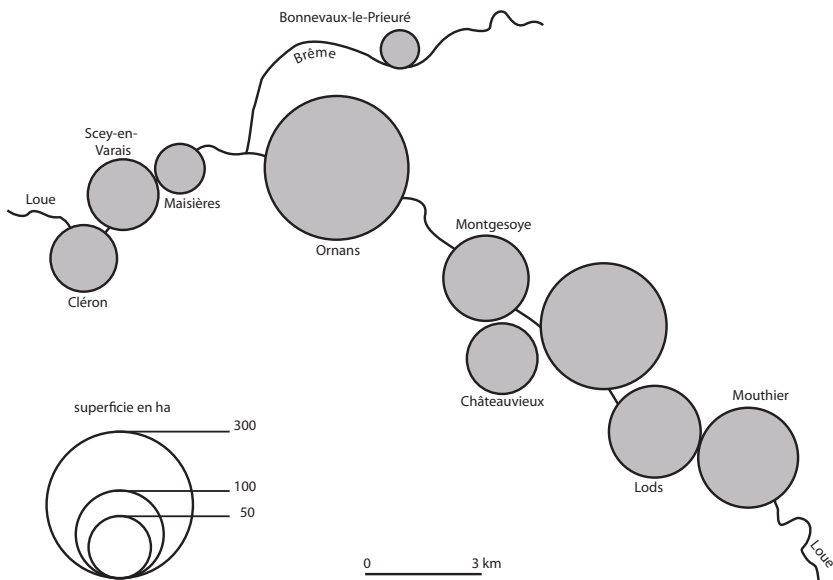 Bonnevaux-le-Prieuré
Brême
Scey-en-
Varais
Loue
Maisières
Montgesoye
Ornans
Cléron
Châteauvieux
Mouthier
superficie en ha
300
Lods
100
50
Loue
0 3 km